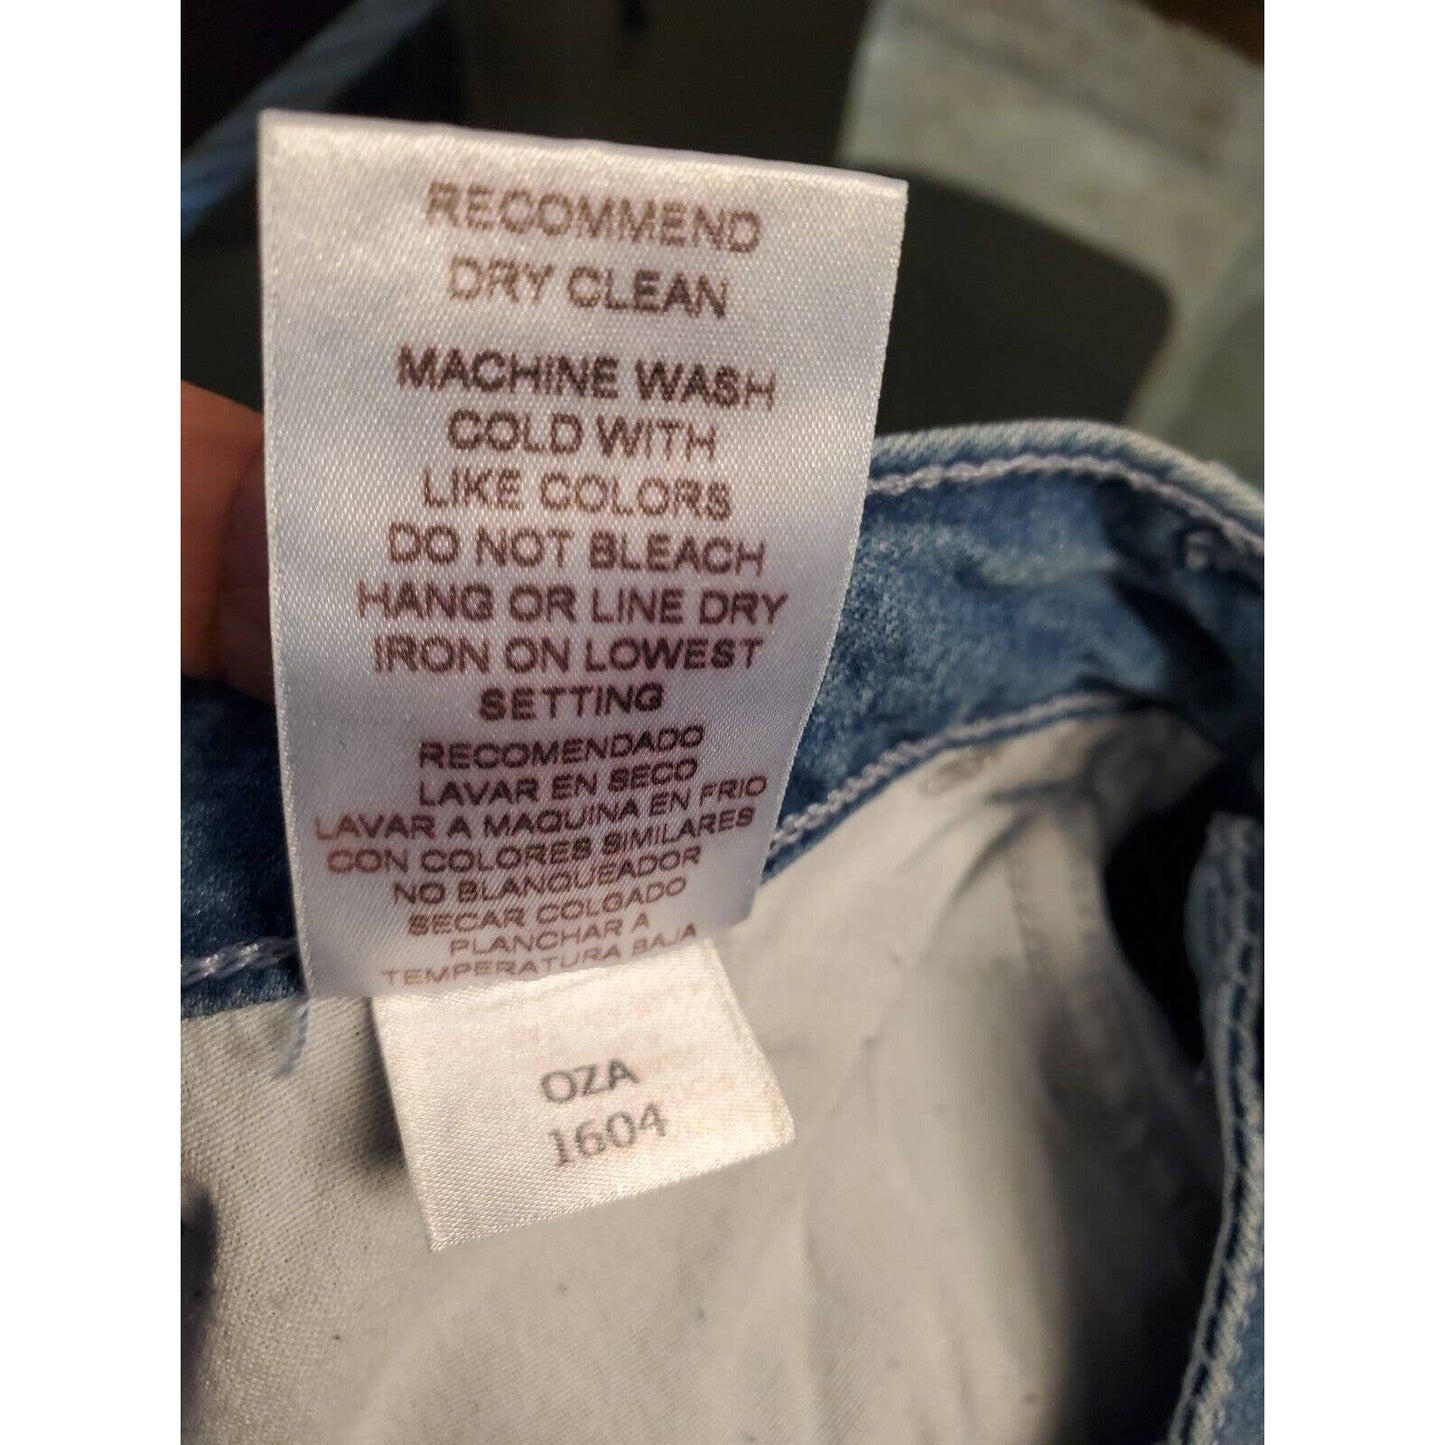 RECOMMEND
DRY CLEAN
MACHINE WASH
COLD WITH
LIKE COLORS
DO NOT BLEACH
HANG OR LINE DRY
IRON ON LOWEST
SETTING
RECOMENDADO
LAVAR EN SECO
LAVAR A MAQUINA EN FRIO
CON COLORES SIMILARES
NO BLANQUEADOR
SECAR COLGADO
PLANCHAR A
TEMPERATURA BAJA
OZA
1604